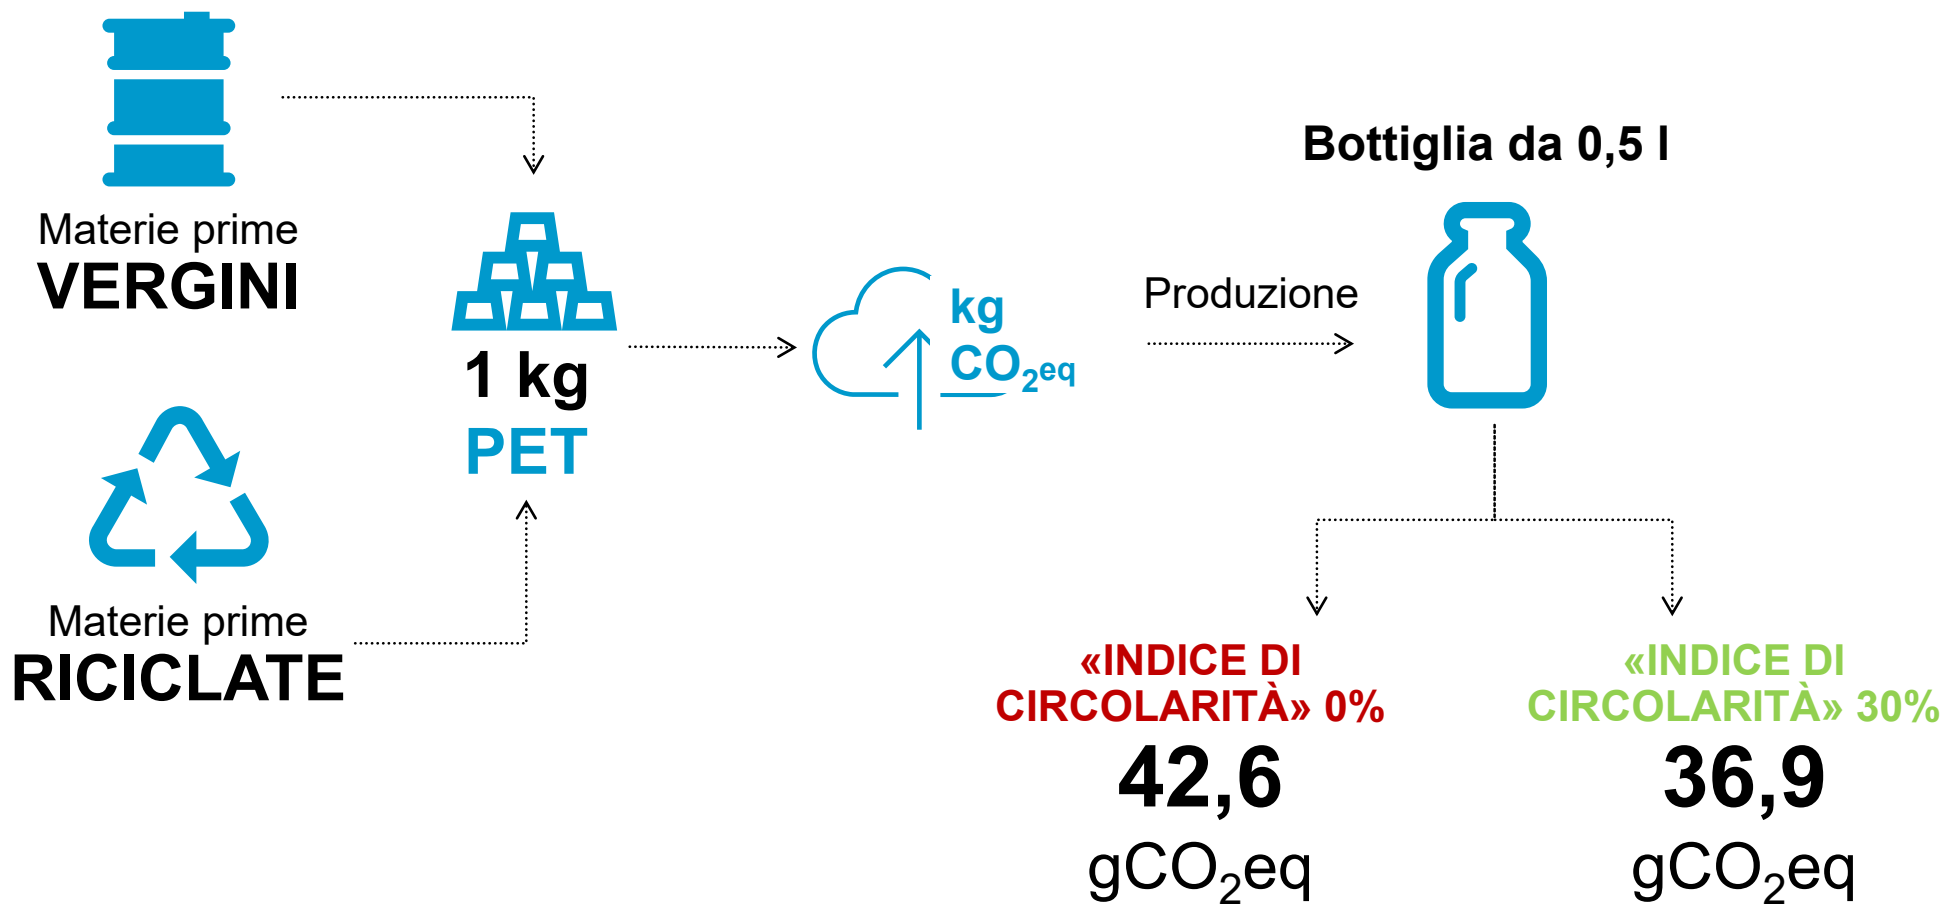 Materie prime
VERGINI
Materie prime
RICICLATE
1 kg
PET
kg
CO₂eq
Produzione
Bottiglia da 0,5 l
«INDICE DI
CIRCOLARITÀ» 0%
42,6
gCO₂eq
«INDICE DI
CIRCOLARITÀ» 30%
36,9
gCO₂eq